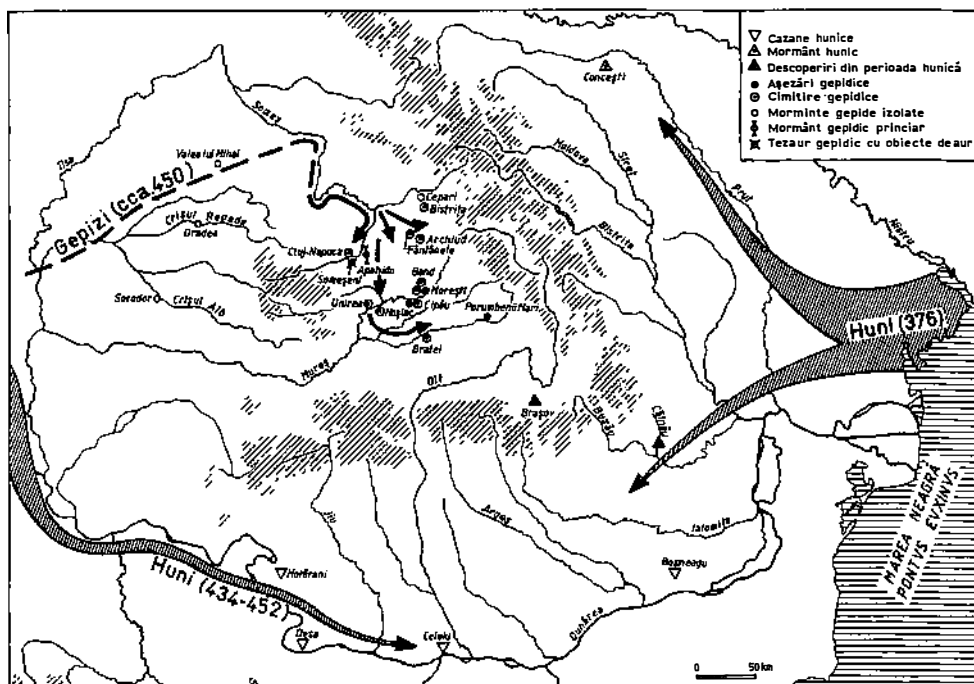 Cazane hunice
Mormânt hunic
Descoperiri din perioada hunică
Așezări gepidice
Cimitire gepidice
Morminte gepide izolate
Mormânt gepidic princiar
Tezaur gepidic cu obiecte de aur
Concești
Someș
Tisa
Valea lui Mihai
Moldova
Siret
Prut
Nistru
Bistrița
Gepizi (cca. 450)
Cepari
Bistrița
Crișul Repede
Oradea
Archiud
Fântânele
Cluj-Napoca
Apahida
Someșeni
Band
Morești
Unirea
Noșlac
Cipău
Porumbenii Mari
Socodor
Crișul Alb
Bratei
Mureș
Huni (376)
Olt
Brașov
Buzău
Jiu
Argeș
Ialomița
MAREA NEAGRĂ
PONTVS EVXINVS
Huni (434-452)
Hotărani
Boșneagu
Desa
Celei
Dunărea
0 50km